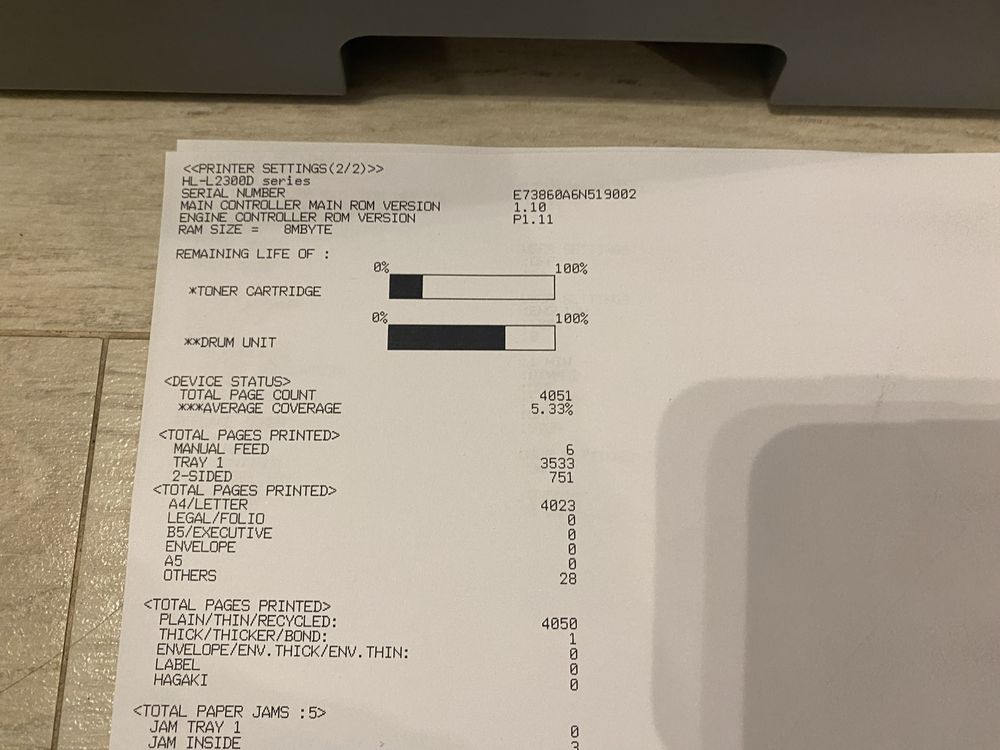 <<PRINTER SETTINGS(2/2)>>
HL-L2300D series
SERIAL NUMBER E73860A6N519002
MAIN CONTROLLER MAIN ROM VERSION 1.10
ENGINE CONTROLLER ROM VERSION P1.11
RAM SIZE = 8MBYTE
REMAINING LIFE OF :
0% 100%
*TONER CARTRIDGE
0% 100%
**DRUM UNIT
<DEVICE STATUS>
TOTAL PAGE COUNT 4051
***AVERAGE COVERAGE 5.33%
<TOTAL PAGES PRINTED>
MANUAL FEED 6
TRAY 1 3533
2-SIDED 751
<TOTAL PAGES PRINTED>
A4/LETTER 4023
LEGAL/FOLIO 0
B5/EXECUTIVE 0
ENVELOPE 0
A5 0
OTHERS 28
<TOTAL PAGES PRINTED>
PLAIN/THIN/RECYCLED: 4050
THICK/THICKER/BOND: 1
ENVELOPE/ENV.THICK/ENV.THIN: 0
LABEL 0
HAGAKI 0
<TOTAL PAPER JAMS :5>
JAM TRAY 1 0
JAM INSIDE 3